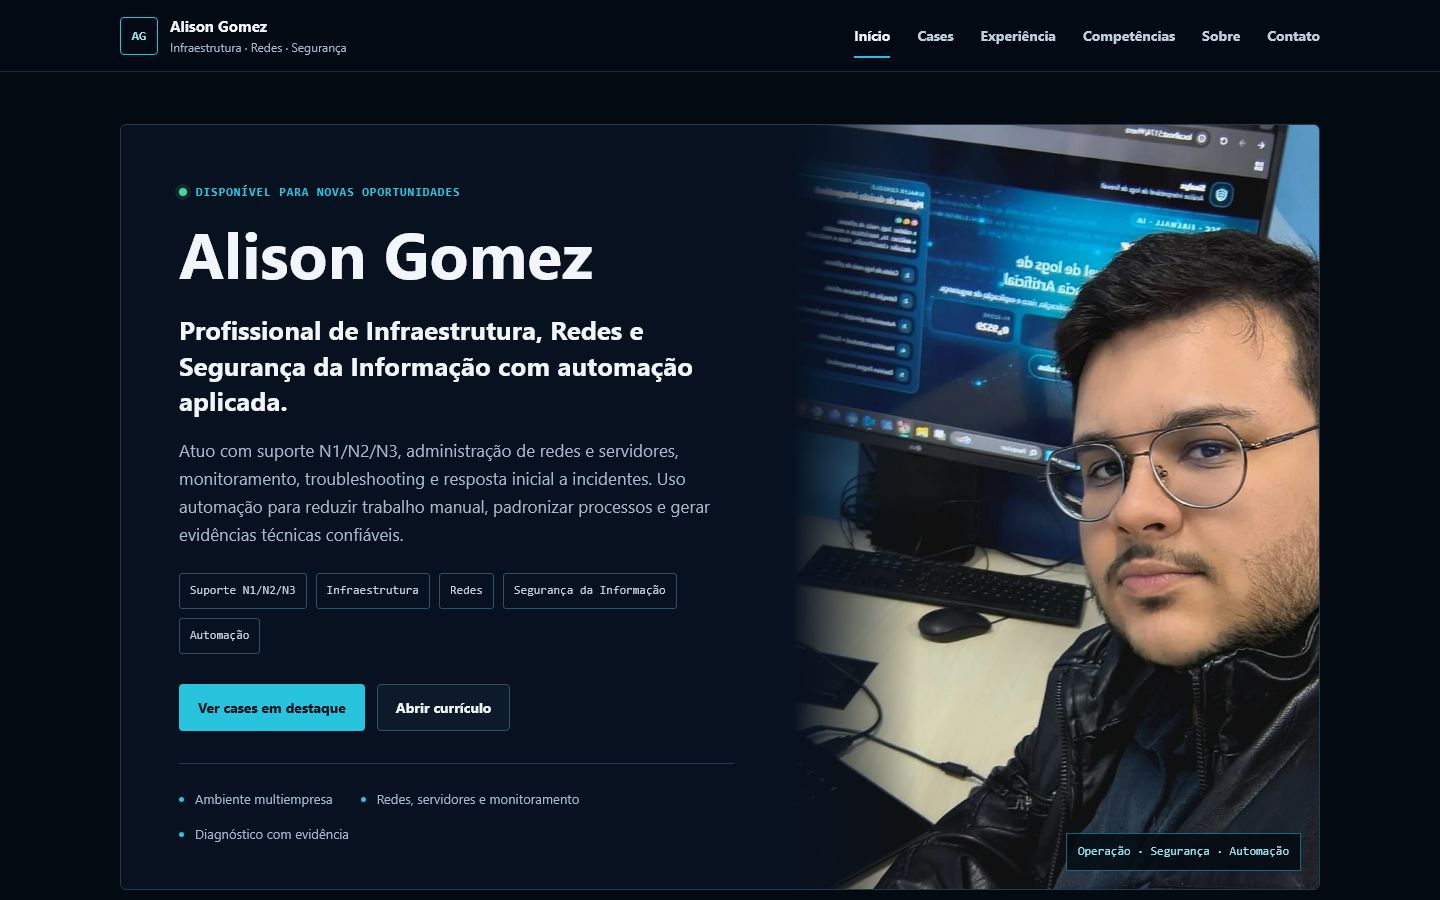 AG
Alison Gomez
Infraestrutura · Redes · Segurança
Início Cases Experiência Competências Sobre Contato
DISPONÍVEL PARA NOVAS OPORTUNIDADES
Alison Gomez
Profissional de Infraestrutura, Redes e
Segurança da Informação com automação
aplicada.
Atuo com suporte N1/N2/N3, administração de redes e servidores,
monitoramento, troubleshooting e resposta inicial a incidentes. Uso
automação para reduzir trabalho manual, padronizar processos e gerar
evidências técnicas confiáveis.
Suporte N1/N2/N3 Infraestrutura Redes Segurança da Informação
Automação
Ver cases em destaque Abrir currículo
Ambiente multiempresa Redes, servidores e monitoramento
Diagnóstico com evidência
Operação · Segurança · Automação